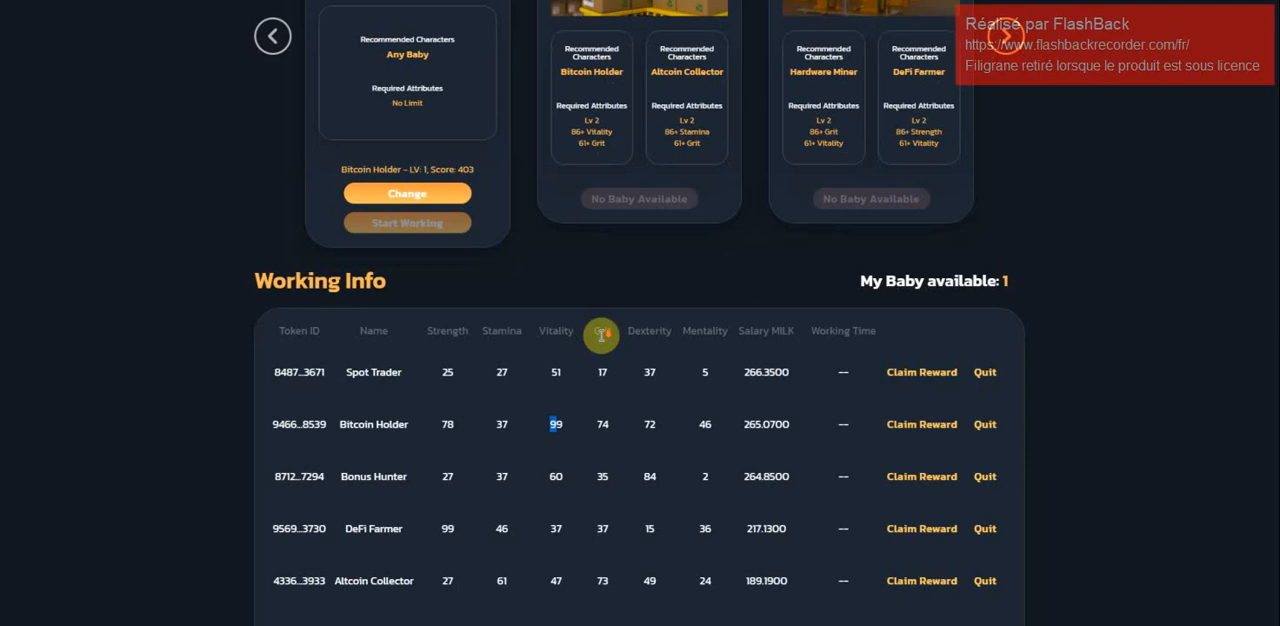 Réalisé par FlashBack
https://www.flashbackrecorder.com/fr/
Filigrane retiré lorsque le produit est sous licence
Recommended Characters
Any Baby
Required Attributes
No Limit
Bitcoin Holder - LV: 1, Score: 403
Change
Start Working
Recommended
Characters
Bitcoin Holder
Required Attributes
Lv 2
86+ Vitality
61+ Grit
Recommended
Characters
Altcoin Collector
Required Attributes
Lv 2
86+ Stamina
61+ Grit
No Baby Available
Recommended
Characters
Hardware Miner
Required Attributes
Lv 2
86+ Grit
61+ Vitality
Recommended
Characters
DeFi Farmer
Required Attributes
Lv 2
86+ Strength
61+ Vitality
No Baby Available
Working Info
My Baby available: 1
Token ID Name Strength Stamina Vitality Dexterity Mentality Salary MILK Working Time
8487...3671 Spot Trader 25 27 51 17 37 5 266.3500 -- Claim Reward Quit
9466...8539 Bitcoin Holder 78 37 99 74 72 46 265.0700 -- Claim Reward Quit
8712...7294 Bonus Hunter 27 37 60 35 84 2 264.8500 -- Claim Reward Quit
9569...3730 DeFi Farmer 99 46 37 37 15 36 217.1300 -- Claim Reward Quit
4336...3933 Altcoin Collector 27 61 47 73 49 24 189.1900 -- Claim Reward Quit